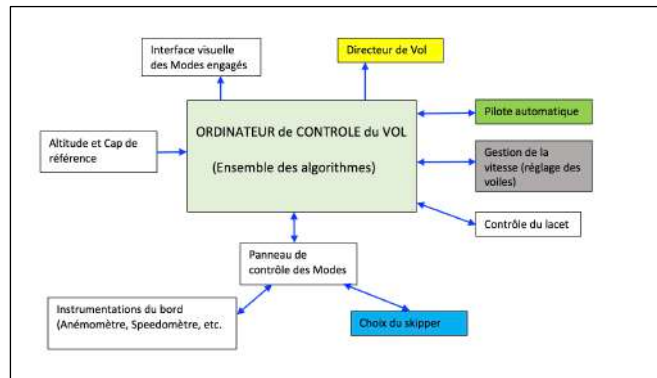 Interface visuelle
des Modes engagés
Directeur de Vol
ORDINATEUR de CONTROLE du VOL
(Ensemble des algorithmes)
Altitude et Cap de
référence
Pilote automatique
Gestion de la
vitesse (réglage des
voiles)
Contrôle du lacet
Panneau de
contrôle des Modes
Instrumentations du bord
(Anémomètre, Speedomètre, etc.
Choix du skipper